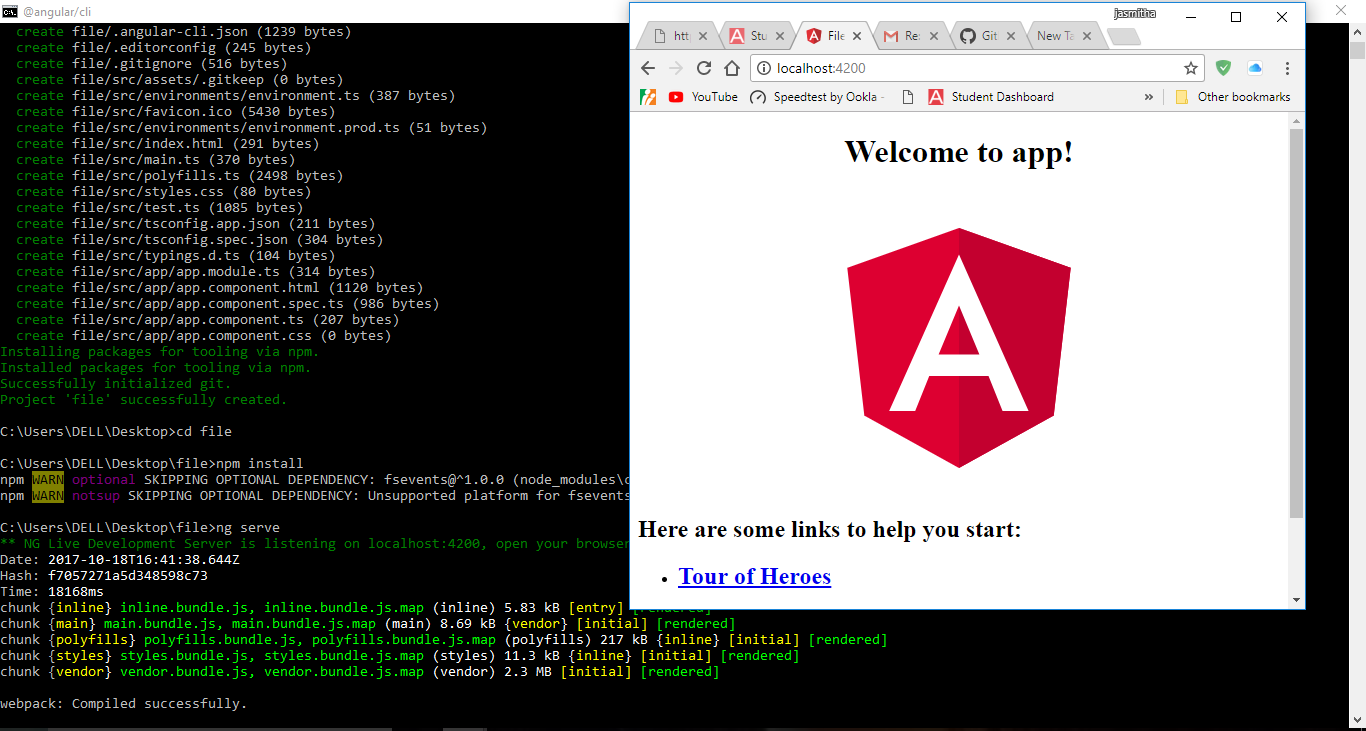 @angular/cli
create file/.angular-cli.json (1239 bytes)
create file/.editorconfig (245 bytes)
create file/.gitignore (516 bytes)
create file/src/assets/.gitkeep (0 bytes)
create file/src/environments/environment.ts (387 bytes)
create file/src/favicon.ico (5430 bytes)
create file/src/environments/environment.prod.ts (51 bytes)
create file/src/index.html (291 bytes)
create file/src/main.ts (370 bytes)
create file/src/polyfills.ts (2498 bytes)
create file/src/styles.css (80 bytes)
create file/src/test.ts (1085 bytes)
create file/src/tsconfig.app.json (211 bytes)
create file/src/tsconfig.spec.json (304 bytes)
create file/src/typings.d.ts (104 bytes)
create file/src/app/app.module.ts (314 bytes)
create file/src/app/app.component.html (1120 bytes)
create file/src/app/app.component.spec.ts (986 bytes)
create file/src/app/app.component.ts (207 bytes)
create file/src/app/app.component.css (0 bytes)
Installing packages for tooling via npm.
Installed packages for tooling via npm.
Successfully initialized git.
Project 'file' successfully created.
C:\Users\DELL\Desktop>cd file
C:\Users\DELL\Desktop\file>npm install
npm WARN optional SKIPPING OPTIONAL DEPENDENCY: fsevents@^1.0.0 (node_modules\c
npm WARN notsup SKIPPING OPTIONAL DEPENDENCY: Unsupported platform for fsevents
C:\Users\DELL\Desktop\file>ng serve
** NG Live Development Server is listening on localhost:4200, open your browser
Date: 2017-10-18T16:41:38.644Z
Hash: f7057271a5d348598c73
Time: 18168ms
chunk {inline} inline.bundle.js, inline.bundle.js.map (inline) 5.83 kB [entry] [rendered]
chunk {main} main.bundle.js, main.bundle.js.map (main) 8.69 kB {vendor} [initial] [rendered]
chunk {polyfills} polyfills.bundle.js, polyfills.bundle.js.map (polyfills) 217 kB {inline} [initial] [rendered]
chunk {styles} styles.bundle.js, styles.bundle.js.map (styles) 11.3 kB {inline} [initial] [rendered]
chunk {vendor} vendor.bundle.js, vendor.bundle.js.map (vendor) 2.3 MB [initial] [rendered]
webpack: Compiled successfully.
jasmitha
htt Stu File Re: Git New Ta
localhost:4200
YouTube Speedtest by Ookla - Student Dashboard » Other bookmarks
Welcome to app!
A
Here are some links to help you start:
• Tour of Heroes